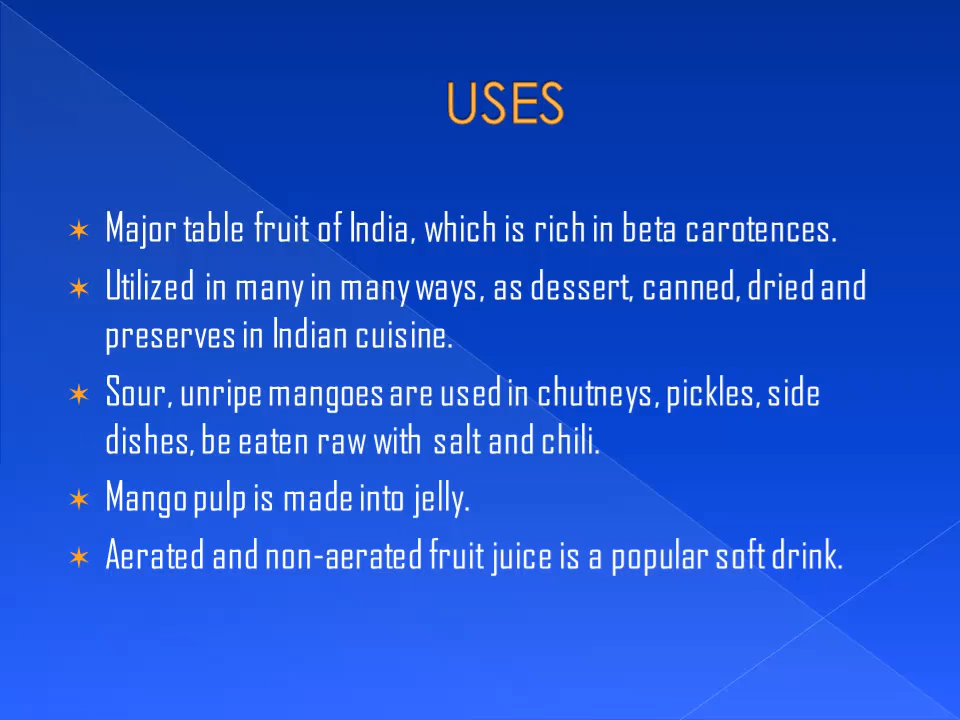 USES
Major table fruit of India, which is rich in beta carotences.
Utilized in many in many ways, as dessert, canned, dried and
preserves in Indian cuisine.
Sour, unripe mangoes are used in chutneys, pickles, side
dishes, be eaten raw with salt and chili.
Mango pulp is made into jelly.
Aerated and non-aerated fruit juice is a popular soft drink.